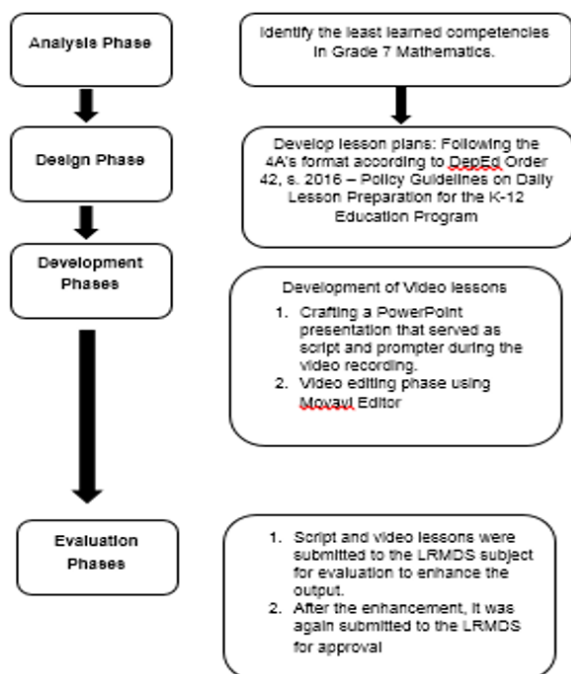 Analysis Phase
Identify the least learned competencies
in Grade 7 Mathematics.
Design Phase
Develop lesson plans: Following the
4A's format according to DepEd Order
42, s. 2016 – Policy Guidelines on Daily
Lesson Preparation for the K-12
Education Program
Development
Phases
Development of Video lessons
1. Crafting a PowerPoint
presentation that served as
script and prompter during the
video recording.
2. Video editing phase using
Movavi Editor
Evaluation
Phases
1. Script and video lessons were
submitted to the LRMDS subject
for evaluation to enhance the
output.
2. After the enhancement, it was
again submitted to the LRMDS
for approval